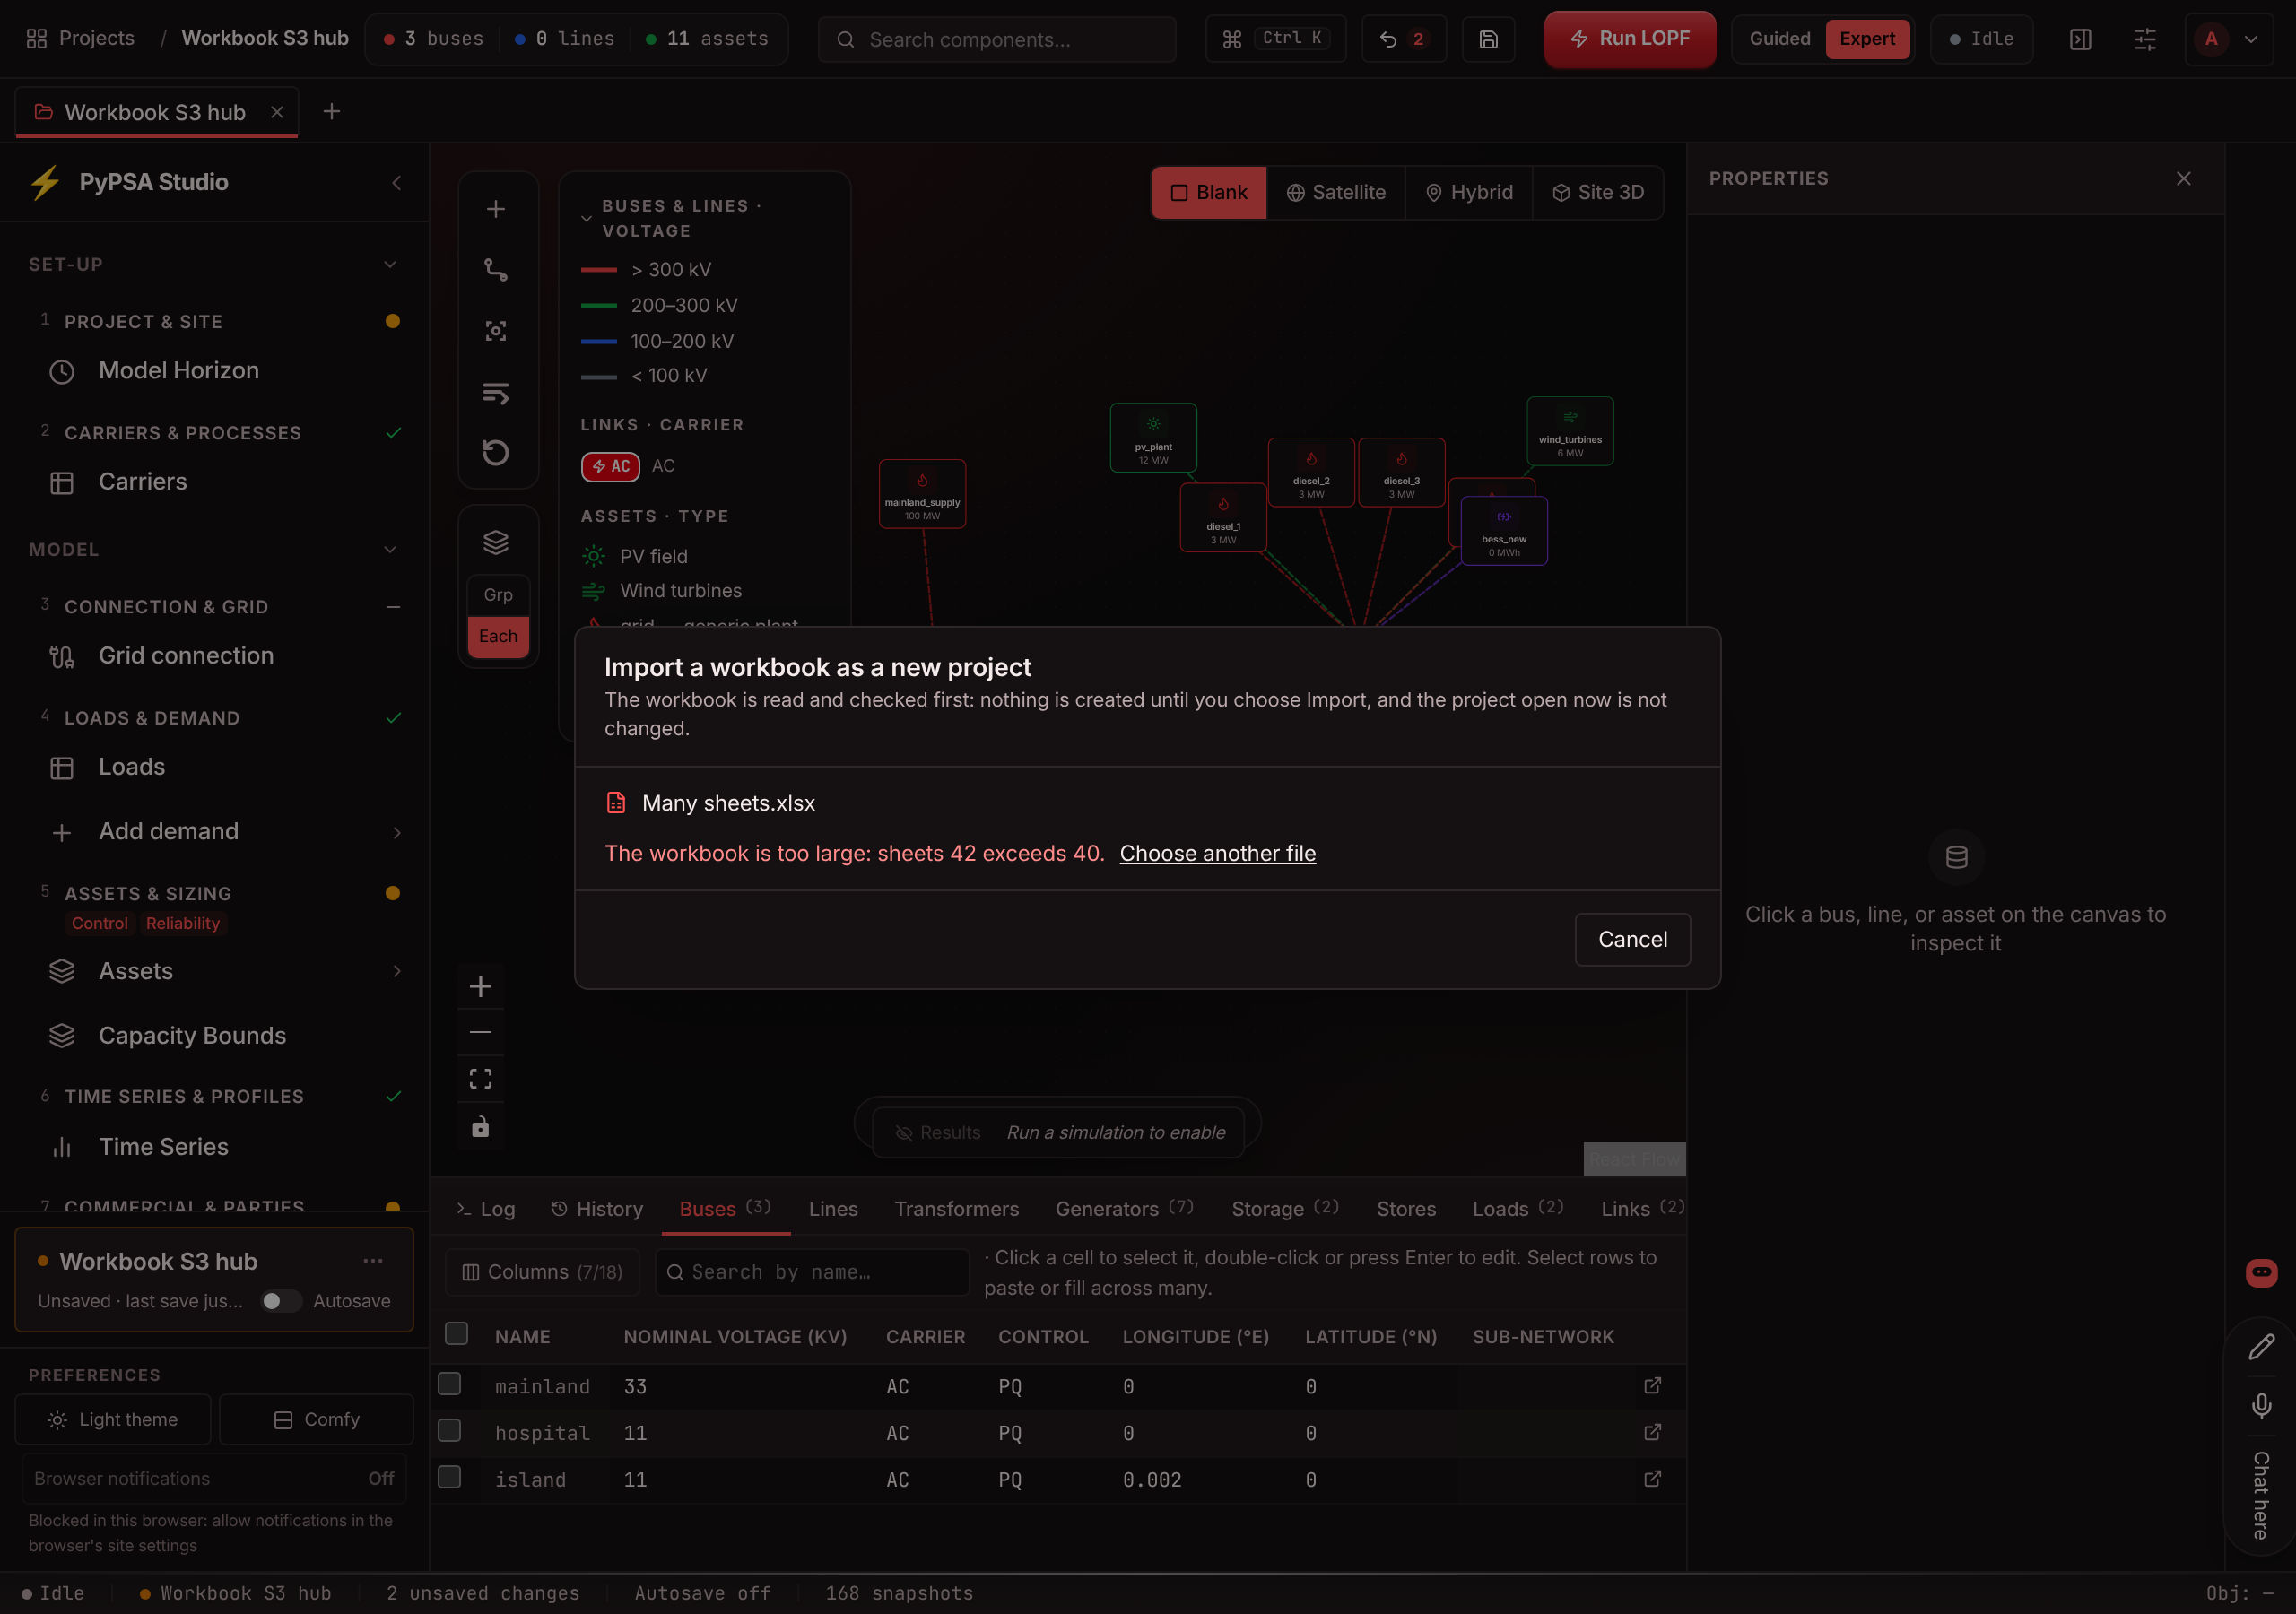 Projects / Workbook S3 hub
3 buses
0 lines
11 assets
Search components...
Ctrl K
2
Run LOPF
Guided
Expert
Idle
A
Workbook S3 hub
PyPSA Studio
SET-UP
1 PROJECT & SITE
Model Horizon
2 CARRIERS & PROCESSES
Carriers
MODEL
3 CONNECTION & GRID
Grid connection
4 LOADS & DEMAND
Loads
Add demand
5 ASSETS & SIZING
Control
Reliability
Assets
Capacity Bounds
6 TIME SERIES & PROFILES
Time Series
7 COMMERCIAL & PARTIES
Workbook S3 hub
Unsaved · last save jus...
Autosave
PREFERENCES
Light theme
Comfy
Browser notifications
Off
Blocked in this browser: allow notifications in the
browser's site settings
Grp
Each
BUSES & LINES ·
VOLTAGE
> 300 kV
200–300 kV
100–200 kV
< 100 kV
LINKS · CARRIER
AC
AC
ASSETS · TYPE
PV field
Wind turbines
Blank
Satellite
Hybrid
Site 3D
mainland_supply
100 MW
pv_plant
12 MW
diesel_1
3 MW
diesel_2
3 MW
diesel_3
3 MW
wind_turbines
6 MW
bess_new
0 MWh
Import a workbook as a new project
The workbook is read and checked first: nothing is created until you choose Import, and the project open now is not
changed.
Many sheets.xlsx
The workbook is too large: sheets 42 exceeds 40. Choose another file
Cancel
Results
Run a simulation to enable
React Flow
PROPERTIES
Click a bus, line, or asset on the canvas to
inspect it
Log
History
Buses (3)
Lines
Transformers
Generators (7)
Storage (2)
Stores
Loads (2)
Links (2)
Columns (7/18)
Search by name…
· Click a cell to select it, double-click or press Enter to edit. Select rows to
paste or fill across many.
NAME NOMINAL VOLTAGE (KV) CARRIER CONTROL LONGITUDE (°E) LATITUDE (°N) SUB-NETWORK
mainland 33 AC PQ 0 0
hospital 11 AC PQ 0 0
island 11 AC PQ 0.002 0
Chat here
Idle
Workbook S3 hub
2 unsaved changes
Autosave off
168 snapshots
Obj: —